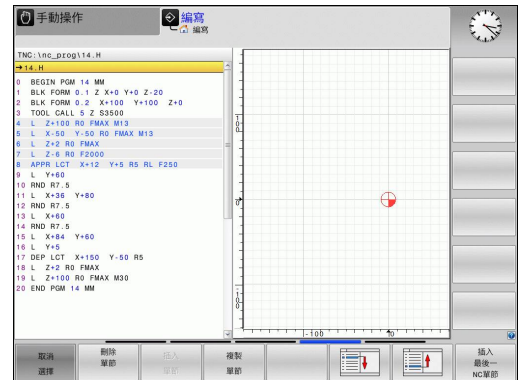 手動操作
編寫
編寫
TNC:\nc_prog\14.H
→14.H
0 BEGIN PGM 14 MM
1 BLK FORM 0.1 Z X+0 Y+0 Z-20
2 BLK FORM 0.2 X+100 Y+100 Z+0
3 TOOL CALL 5 Z S3500
4 L Z+100 R0 FMAX M13
5 L X-50 Y-50 R0 FMAX M13
6 L Z+2 R0 FMAX
7 L Z-6 R0 F2000
8 APPR LCT X+12 Y+5 R5 RL F250
9 L Y+60
10 RND R7.5
11 L X+36 Y+80
12 RND R7.5
13 L X+60
14 RND R7.5
15 L X+84 Y+60
16 L Y+5
17 DEP LCT X+150 Y-50 R5
18 L Z+2 R0 FMAX
19 L Z+100 R0 FMAX M30
20 END PGM 14 MM
100
0
-100
-100
0
取消
選擇
刪除
單節
插入
單節
複製
單節
插入
最後一
NC單節